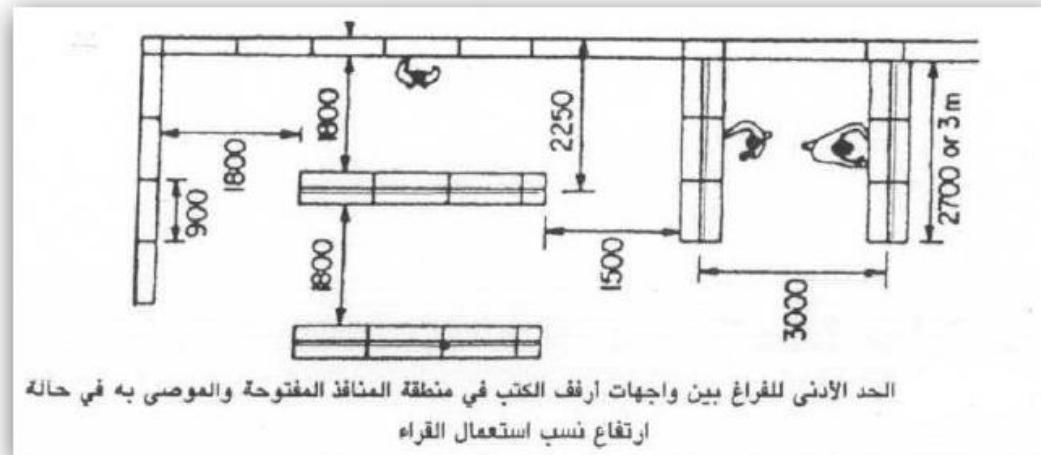 1800
2250
1800
900
2700 or 3 m
1800
1500
3000
الحد الأدنى للفراغ بين واجهات أرفف الكتب في منطقة المنافذ المفتوحة والموصى به في حالة
ارتفاع نسب استعمال القراء